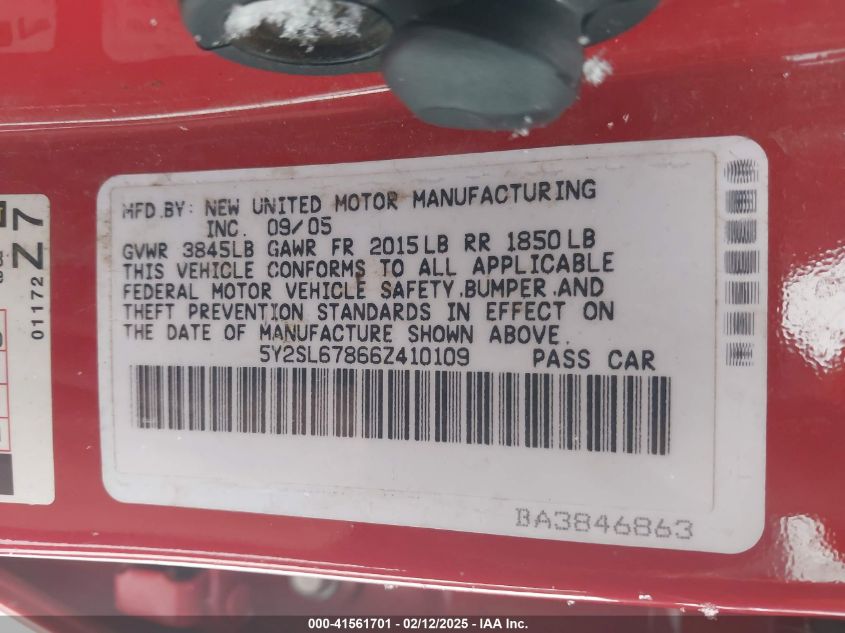 MFD.BY: NEW UNITED MOTOR MANUFACTURING
INC. 09/05
GVWR 3845LB GAWR FR 2015LB RR 1850LB
THIS VEHICLE CONFORMS TO ALL APPLICABLE
FEDERAL MOTOR VEHICLE SAFETY,BUMPER,AND
THEFT PREVENTION STANDARDS IN EFFECT ON
THE DATE OF MANUFACTURE SHOWN ABOVE.
5Y2SL67866Z410109 PASS CAR
BA3846863
01172
Z7
000-41561701 - 02/12/2025 - IAA Inc.